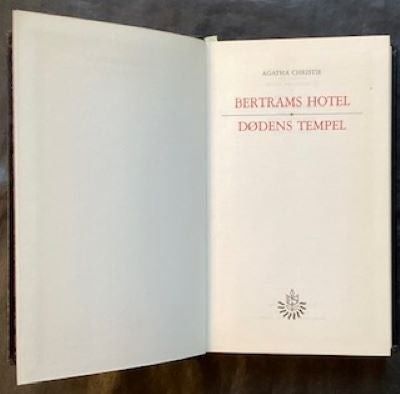 AGATHA CHRISTIE
BERTRAMS HOTEL
DØDENS TEMPEL